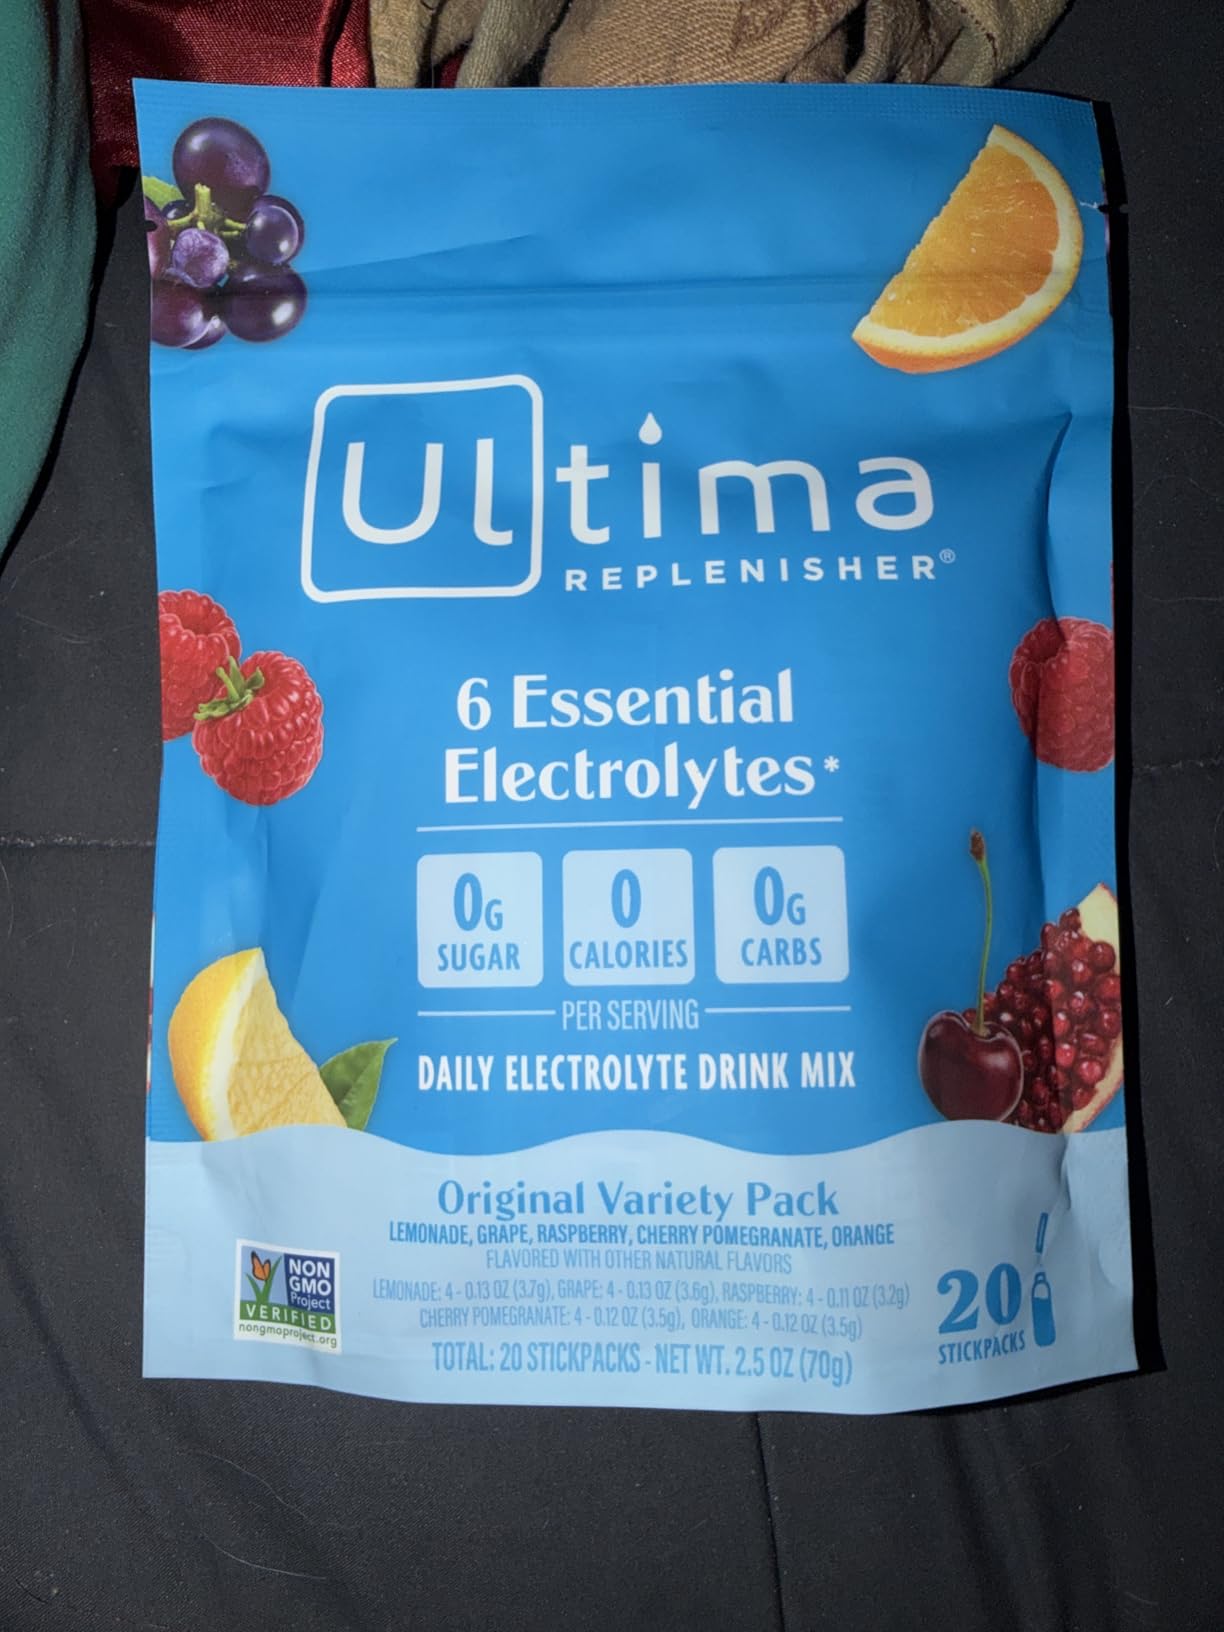 Ultima
REPLENISHER®
6 Essential
Electrolytes*
0G SUGAR
0 CALORIES
0G CARBS
PER SERVING
DAILY ELECTROLYTE DRINK MIX
Original Variety Pack
LEMONADE, GRAPE, RASPBERRY, CHERRY POMEGRANATE, ORANGE
FLAVORED WITH OTHER NATURAL FLAVORS
LEMONADE: 4 - 0.13 OZ (3.7g), GRAPE: 4 - 0.13 OZ (3.6g), RASPBERRY: 4 - 0.11 OZ (3.2g)
CHERRY POMEGRANATE: 4 - 0.12 OZ (3.5g), ORANGE: 4 - 0.12 OZ (3.5g)
TOTAL: 20 STICKPACKS - NET WT. 2.5 OZ (70g)
NON
GMO
Project
VERIFIED
nongmoproject.org
20
STICKPACKS